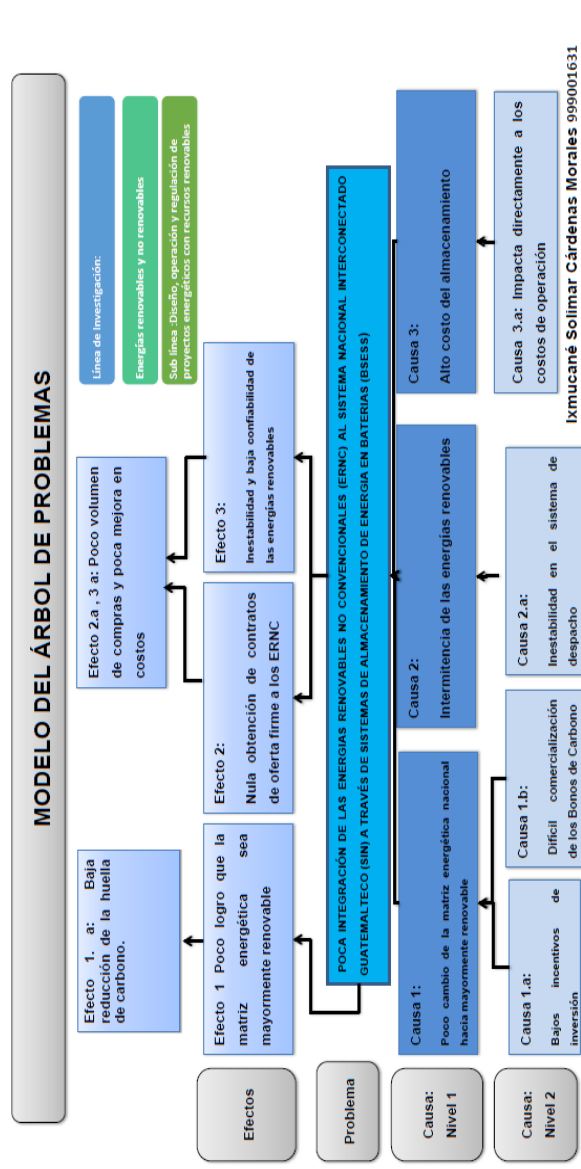 MODELO DEL ÁRBOL DE PROBLEMAS
Línea de Investigación:
Energías renovables y no renovables
Sub línea :Diseño, operación y regulación de
proyectos energéticos con recursos renovables
Efecto 1. a: Baja
reducción de la huella
de carbono.
Efecto 2.a , 3 a: Poco volumen
de compras y poca mejora en
costos
Efectos
Efecto 1 Poco logro que la
matriz energética sea
mayormente renovable
Efecto 2:
Nula obtención de contratos
de oferta firme a los ERNC
Efecto 3:
Inestabilidad y baja confiabilidad de
las energías renovables
Problema
POCA INTEGRACIÓN DE LAS ENERGIAS RENOVABLES NO CONVENCIONALES (ERNC) AL SISTEMA NACIONAL INTERCONECTADO
GUATEMALTECO (SIN) A TRAVÉS DE SISTEMAS DE ALMACENAMIENTO DE ENERGIA EN BATERIAS (BSESS)
Causa:
Nivel 1
Causa 1:
Poco cambio de la matriz energética nacional
hacia mayormente renovable
Causa 2:
Intermitencia de las energías renovables
Causa 3:
Alto costo del almacenamiento
Causa:
Nivel 2
Causa 1.a:
Bajos incentivos de
inversión
Causa 1.b:
Difícil comercialización
de los Bonos de Carbono
Causa 2.a:
Inestabilidad en el sistema de
despacho
Causa 3.a: Impacta directamente a los
costos de operación
Ixmucané Solimar Cárdenas Morales 999001631